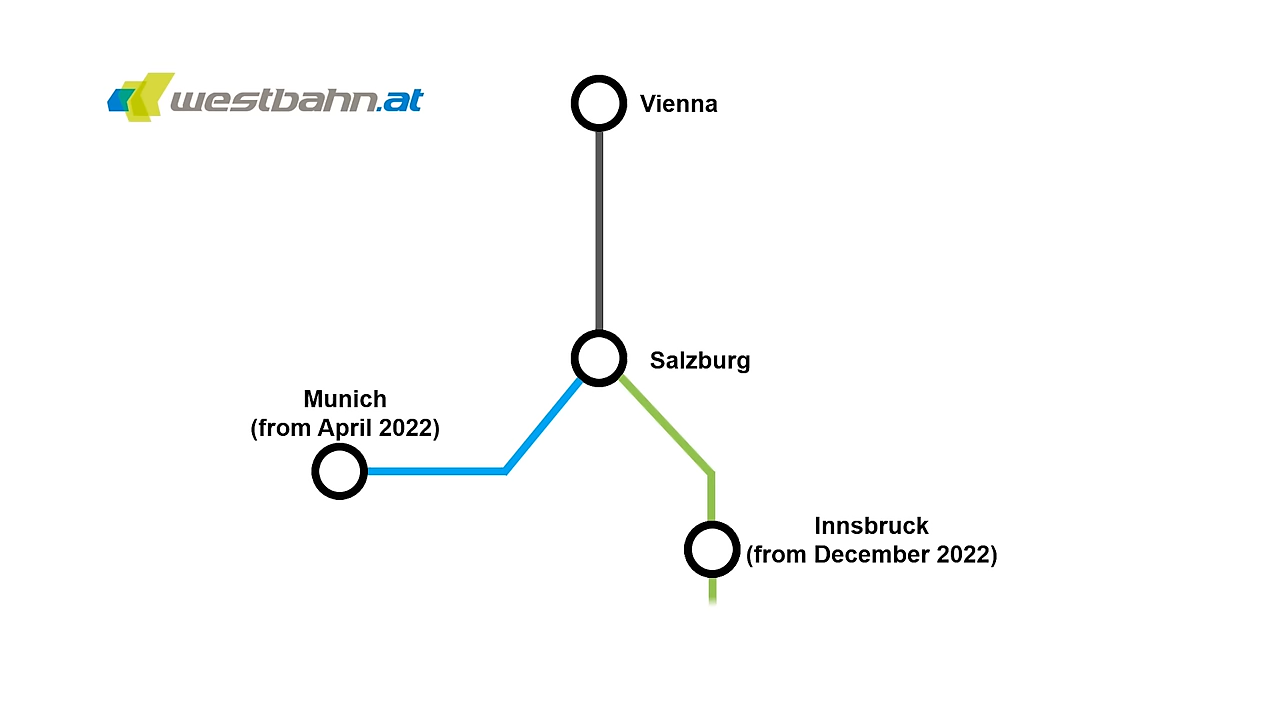 westbahn.at
Vienna
Salzburg
Munich
(from April 2022)
Innsbruck
(from December 2022)